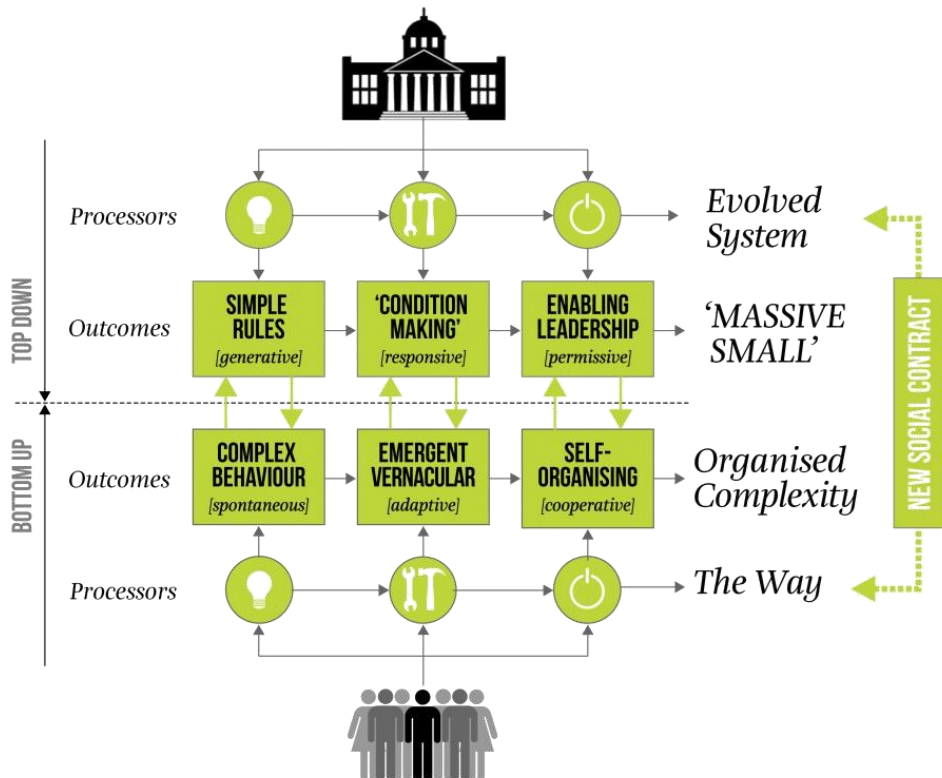 Processors
Evolved
System
TOP DOWN
Outcomes
SIMPLE
RULES
[generative]
‘CONDITION
MAKING’
[responsive]
ENABLING
LEADERSHIP
[permissive]
‘MASSIVE
SMALL’
NEW SOCIAL CONTRACT
BOTTOM UP
Outcomes
COMPLEX
BEHAVIOUR
[spontaneous]
EMERGENT
VERNACULAR
[adaptive]
SELF-
ORGANISING
[cooperative]
Organised
Complexity
Processors
The Way